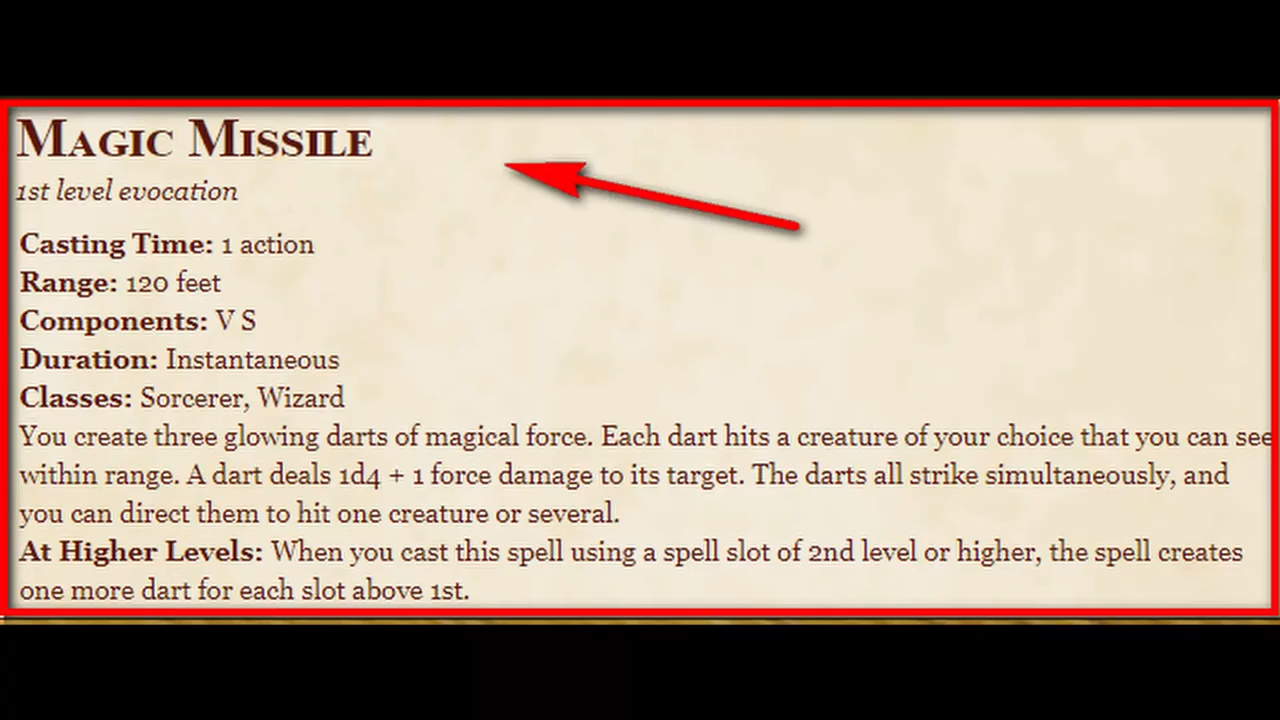 Magic Missile
1st level evocation
Casting Time: 1 action
Range: 120 feet
Components: V S
Duration: Instantaneous
Classes: Sorcerer, Wizard
You create three glowing darts of magical force. Each dart hits a creature of your choice that you can see
within range. A dart deals 1d4 + 1 force damage to its target. The darts all strike simultaneously, and
you can direct them to hit one creature or several.
At Higher Levels: When you cast this spell using a spell slot of 2nd level or higher, the spell creates
one more dart for each slot above 1st.